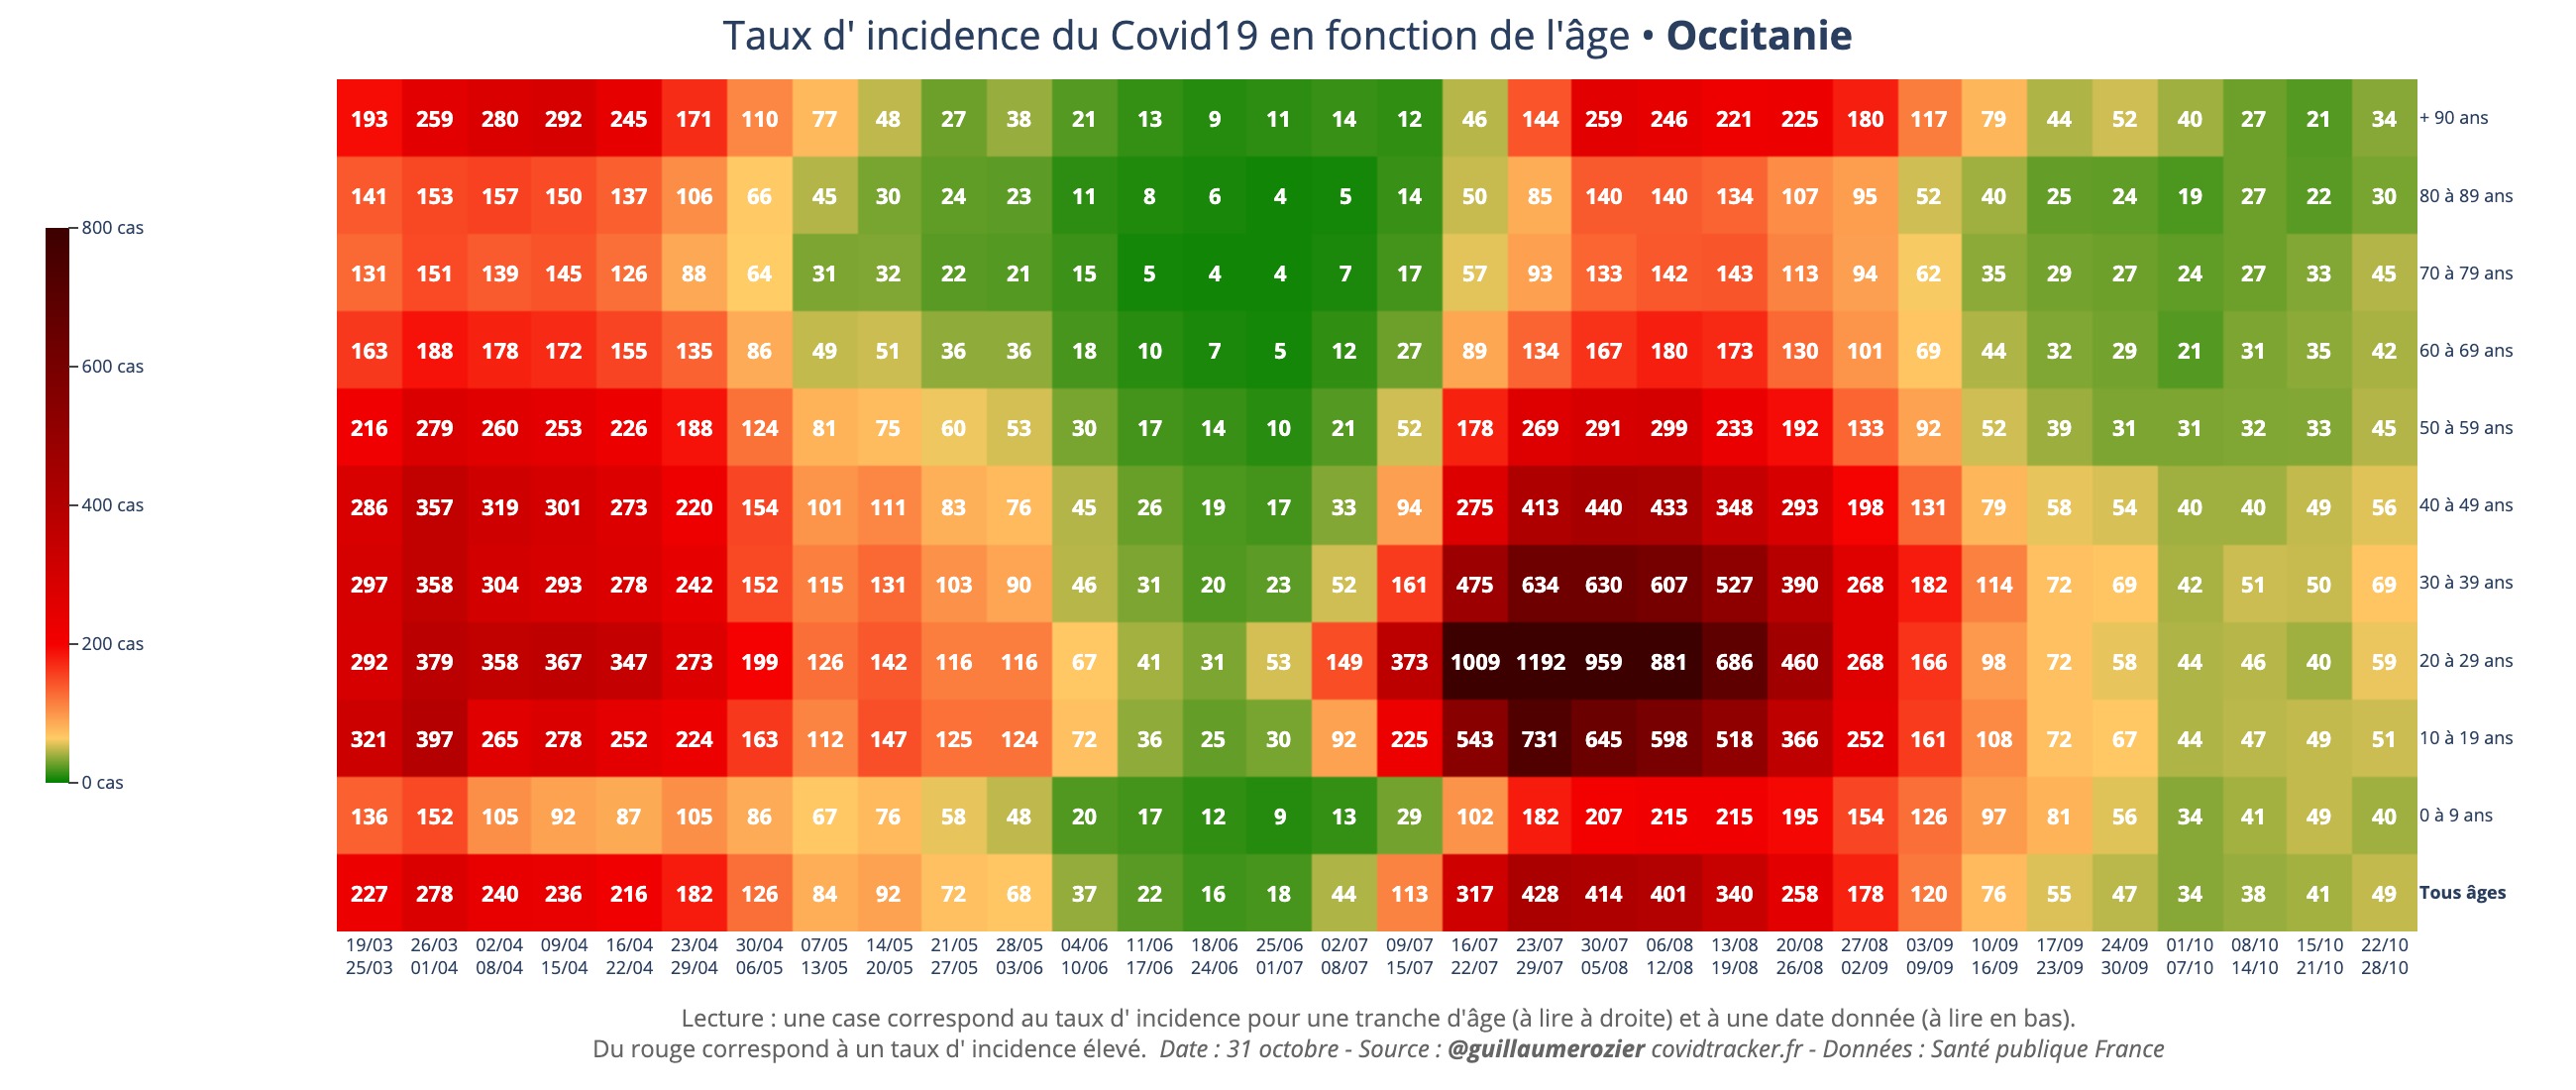 Taux d' incidence du Covid19 en fonction de l'âge • Occitanie
193 259 280 292 245 171 110 77 48 27 38 21 13 9 11 14 12 46 144 259 246 221 225 180 117 79 44 52 40 27 21 34 + 90 ans
141 153 157 150 137 106 66 45 30 24 23 11 8 6 4 5 14 50 85 140 140 134 107 95 52 40 25 24 19 27 22 30 80 à 89 ans
800 cas
131 151 139 145 126 88 64 31 32 22 21 15 5 4 4 7 17 57 93 133 142 143 113 94 62 35 29 27 24 27 33 45 70 à 79 ans
163 188 178 172 155 135 86 49 51 36 36 18 10 7 5 12 27 89 134 167 180 173 130 101 69 44 32 29 21 31 35 42 60 à 69 ans
600 cas
216 279 260 253 226 188 124 81 75 60 53 30 17 14 10 21 52 178 269 291 299 233 192 133 92 52 39 31 31 32 33 45 50 à 59 ans
400 cas
286 357 319 301 273 220 154 101 111 83 76 45 26 19 17 33 94 275 413 440 433 348 293 198 131 79 58 54 40 40 49 56 40 à 49 ans
297 358 304 293 278 242 152 115 131 103 90 46 31 20 23 52 161 475 634 630 607 527 390 268 182 114 72 69 42 51 50 69 30 à 39 ans
200 cas
292 379 358 367 347 273 199 126 142 116 116 67 41 31 53 149 373 1009 1192 959 881 686 460 268 166 98 72 58 44 46 40 59 20 à 29 ans
321 397 265 278 252 224 163 112 147 125 124 72 36 25 30 92 225 543 731 645 598 518 366 252 161 108 72 67 44 47 49 51 10 à 19 ans
0 cas
136 152 105 92 87 105 86 67 76 58 48 20 17 12 9 13 29 102 182 207 215 215 195 154 126 97 81 56 34 41 49 40 0 à 9 ans
227 278 240 236 216 182 126 84 92 72 68 37 22 16 18 44 113 317 428 414 401 340 258 178 120 76 55 47 34 38 41 49 Tous âges
19/03 26/03 02/04 09/04 16/04 23/04 30/04 07/05 14/05 21/05 28/05 04/06 11/06 18/06 25/06 02/07 09/07 16/07 23/07 30/07 06/08 13/08 20/08 27/08 03/09 10/09 17/09 24/09 01/10 08/10 15/10 22/10
25/03 01/04 08/04 15/04 22/04 29/04 06/05 13/05 20/05 27/05 03/06 10/06 17/06 24/06 01/07 08/07 15/07 22/07 29/07 05/08 12/08 19/08 26/08 02/09 09/09 16/09 23/09 30/09 07/10 14/10 21/10 28/10
Lecture : une case correspond au taux d' incidence pour une tranche d'âge (à lire à droite) et à une date donnée (à lire en bas).
Du rouge correspond à un taux d' incidence élevé. Date : 31 octobre - Source : @guillaumerozier covidtracker.fr - Données : Santé publique France